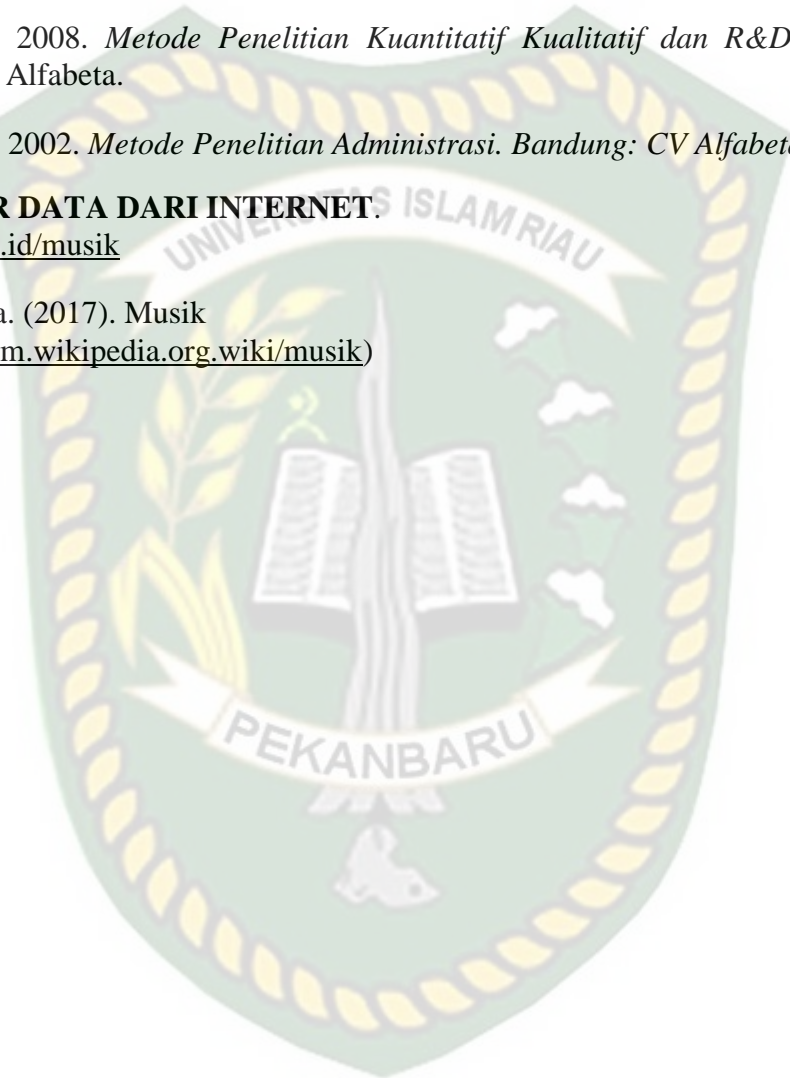 2008. Metode Penelitian Kuantitatif Kualitatif dan R&D
Alfabeta.
2002. Metode Penelitian Administrasi. Bandung: CV Alfabeta
R DATA DARI INTERNET.
.id/musik
a. (2017). Musik
m.wikipedia.org.wiki/musik)
UNIVERSITAS ISLAM RIAU
PEKANBARU